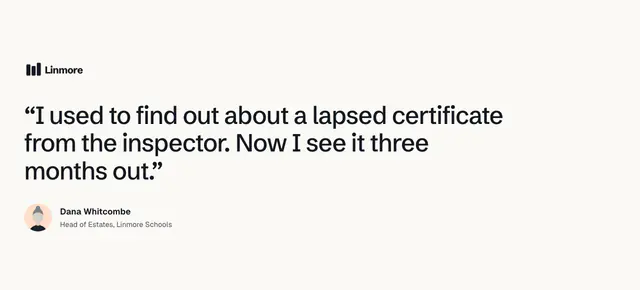 Linmore
“I used to find out about a lapsed certificate
from the inspector. Now I see it three
months out.”
Dana Whitcombe
Head of Estates, Linmore Schools